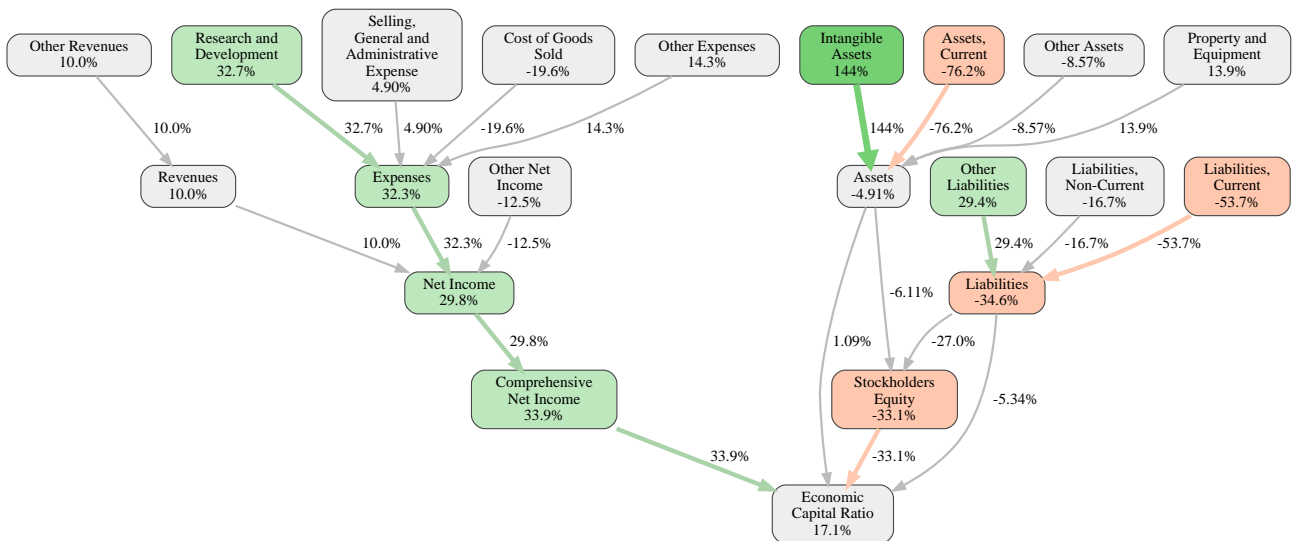 Other Revenues
10.0%
Research and
Development
32.7%
Selling,
General and
Administrative
Expense
4.90%
Cost of Goods
Sold
-19.6%
Other Expenses
14.3%
Intangible
Assets
144%
Assets,
Current
-76.2%
Other Assets
-8.57%
Property and
Equipment
13.9%
10.0%
32.7%
4.90%
-19.6%
14.3%
144%
-76.2%
-8.57%
13.9%
Revenues
10.0%
Expenses
32.3%
Other Net
Income
-12.5%
Assets
-4.91%
Other
Liabilities
29.4%
Liabilities,
Non-Current
-16.7%
Liabilities,
Current
-53.7%
10.0%
32.3%
-12.5%
29.4%
-16.7%
-53.7%
Net Income
29.8%
-6.11%
Liabilities
-34.6%
29.8%
1.09%
-27.0%
Comprehensive
Net Income
33.9%
Stockholders
Equity
-33.1%
-5.34%
33.9%
-33.1%
Economic
Capital Ratio
17.1%